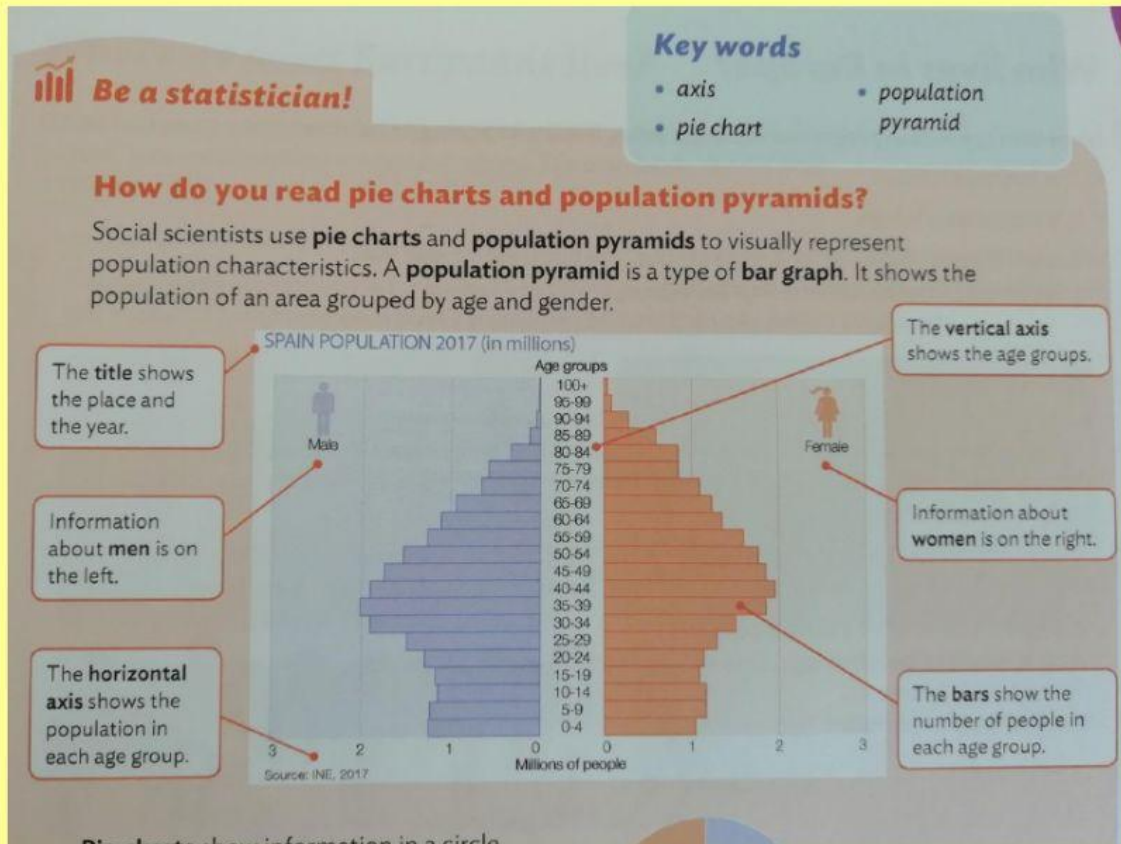 Be a statistician!
Key words
• axis
• pie chart
• population
pyramid
How do you read pie charts and population pyramids?
Social scientists use pie charts and population pyramids to visually represent
population characteristics. A population pyramid is a type of bar graph. It shows the
population of an area grouped by age and gender.
The title shows
the place and
the year.
Information
about men is on
the left.
The horizontal
axis shows the
population in
each age group.
SPAIN POPULATION 2017 (in millions)
Age groups
Male
Female
100+
95-99
90-94
85-89
80-84
75-79
70-74
65-69
60-64
55-59
50-54
45-49
40-44
35-39
30-34
25-29
20-24
15-19
10-14
5-9
0-4
3 2 1 0 0 1 2 3
Millions of people
Source: INE, 2017
The vertical axis
shows the age groups.
Information about
women is on the right.
The bars show the
number of people in
each age group.
Pie charts show information in a circle